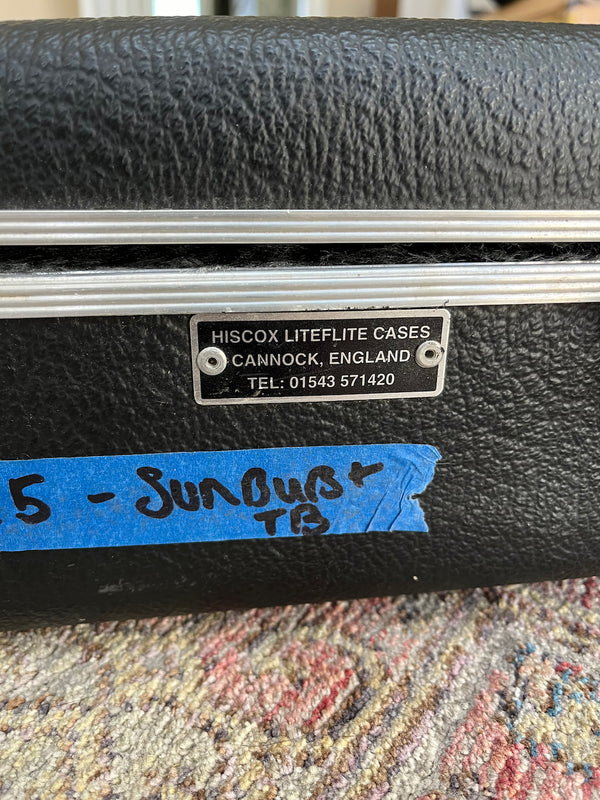 HISCOX LITEFLITE CASES
CANNOCK, ENGLAND
TEL: 01543 571420
5 - SunBuRst
TB